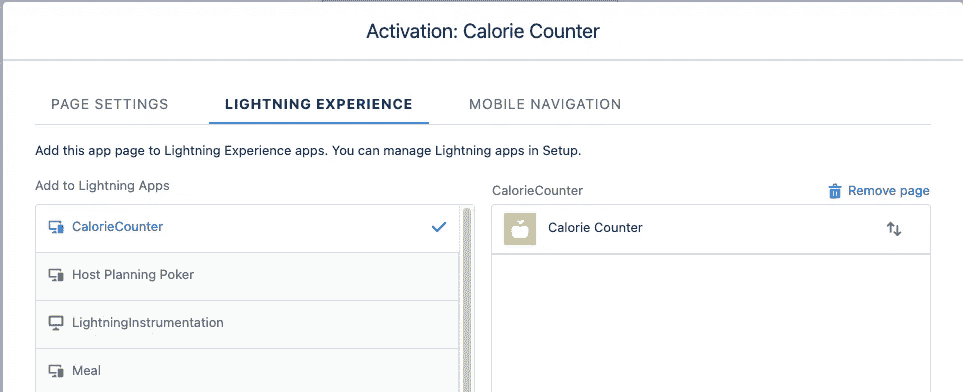 Activation: Calorie Counter
PAGE SETTINGS LIGHTNING EXPERIENCE MOBILE NAVIGATION
Add this app page to Lightning Experience apps. You can manage Lightning apps in Setup.
Add to Lightning Apps
CalorieCounter
Host Planning Poker
LightningInstrumentation
Meal
CalorieCounter Remove page
Calorie Counter